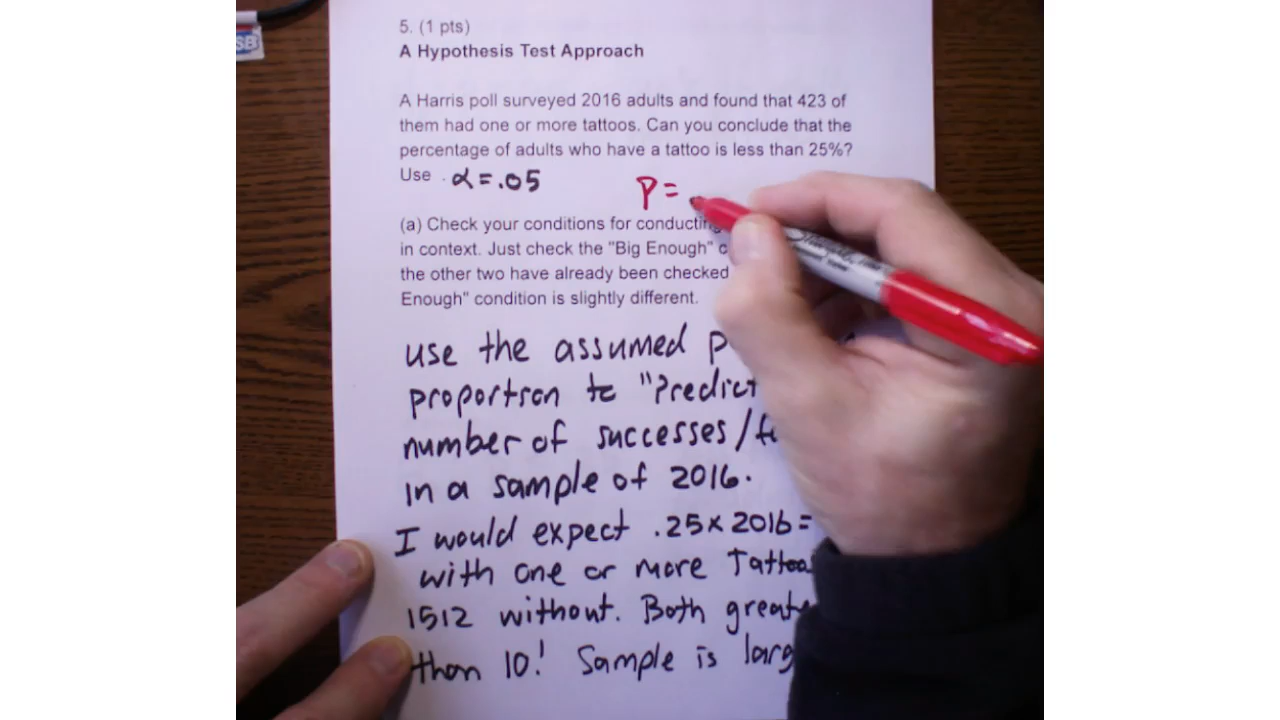 5. (1 pts)
A Hypothesis Test Approach
A Harris poll surveyed 2016 adults and found that 423 of
them had one or more tattoos. Can you conclude that the
percentage of adults who have a tattoo is less than 25%?
Use α = .05
P =
(a) Check your conditions for conducting
in context. Just check the "Big Enough"
the other two have already been checked
Enough" condition is slightly different.
use the assumed
proportion to "Predict
number of successes/
in a sample of 2016.
I would expect .25 x 2016 =
with one or more Tattoo
1512 without. Both greate
than 10! Sample is larg
SB